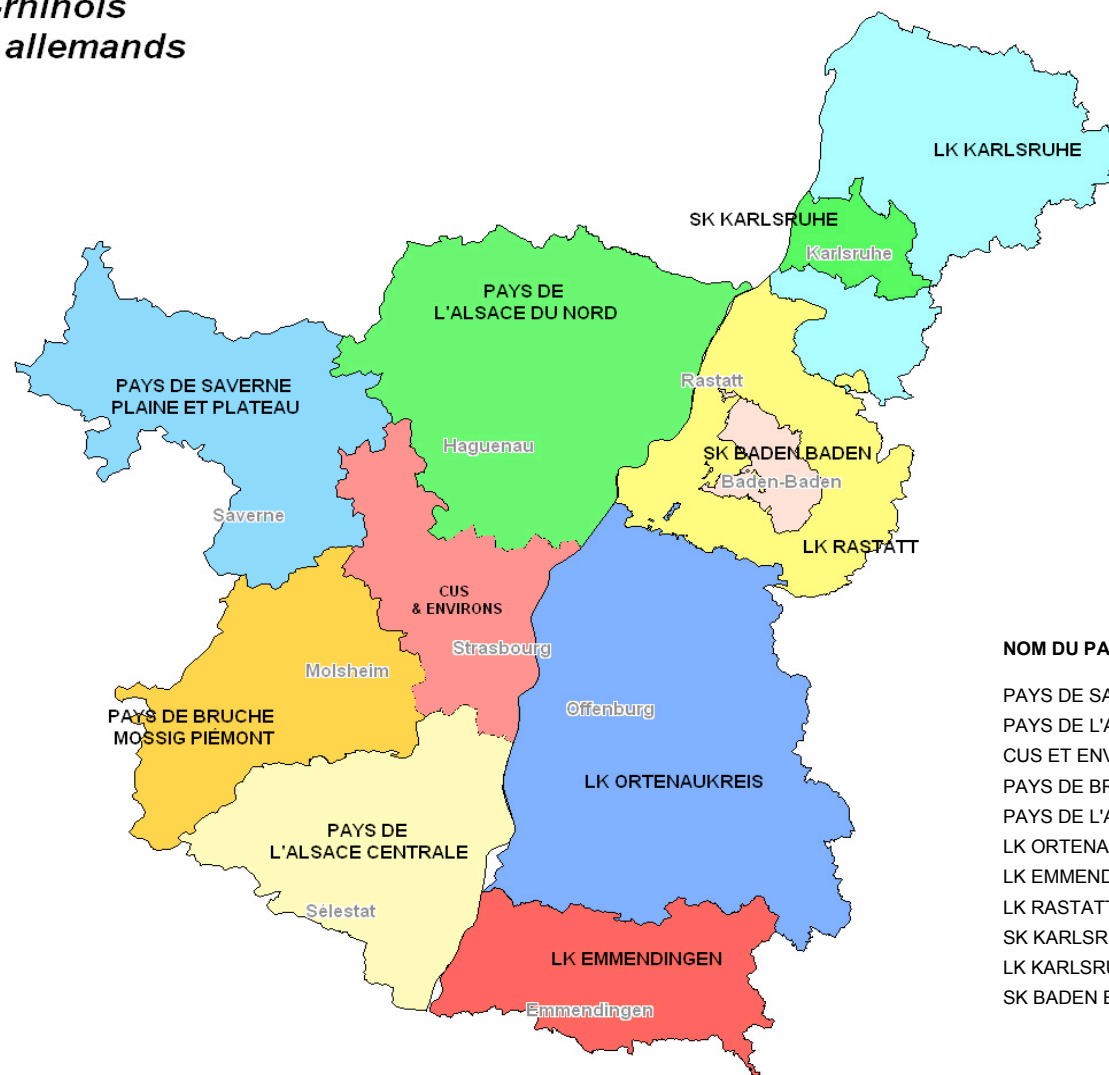 -rhinois
allemands
LK KARLSRUHE
SK KARLSRUHE
Karlsruhe
PAYS DE
L'ALSACE DU NORD
PAYS DE SAVERNE
PLAINE ET PLATEAU
Rastatt
Haguenau
SK BADEN BADEN
Baden-Baden
Saverne
LK RASTATT
CUS
& ENVIRONS
Strasbourg
Molsheim
Offenburg
PAYS DE BRUCHE
MOSSIG PIÉMONT
LK ORTENAUKREIS
PAYS DE
L'ALSACE CENTRALE
Sélestat
LK EMMENDINGEN
Emmendingen
NOM DU PA
PAYS DE SA
PAYS DE L'A
CUS ET ENV
PAYS DE BR
PAYS DE L'A
LK ORTENA
LK EMMEND
LK RASTATT
SK KARLSR
LK KARLSRU
SK BADEN B